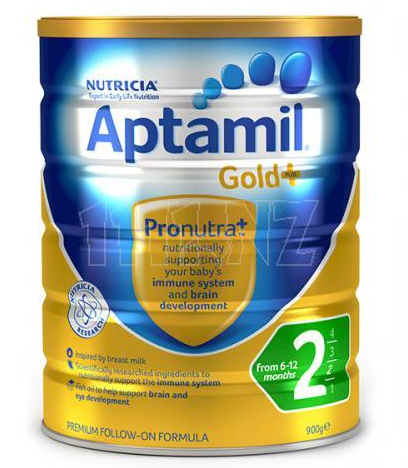 NUTRICIA®
Expert in Early Life Nutrition
Aptamil®
Gold+
PLUS
Pronutra+™
nutritionally
supporting
your baby's
immune system
and brain
development
NUTRICIA
RESEARCH
Inspired by breast milk
Scientifically researched ingredients to
nutritionally support the immune system
Fish oil to help support brain and
eye development
From 6-12
months
2
4
3
2
1
PREMIUM FOLLOW-ON FORMULA
900g℮